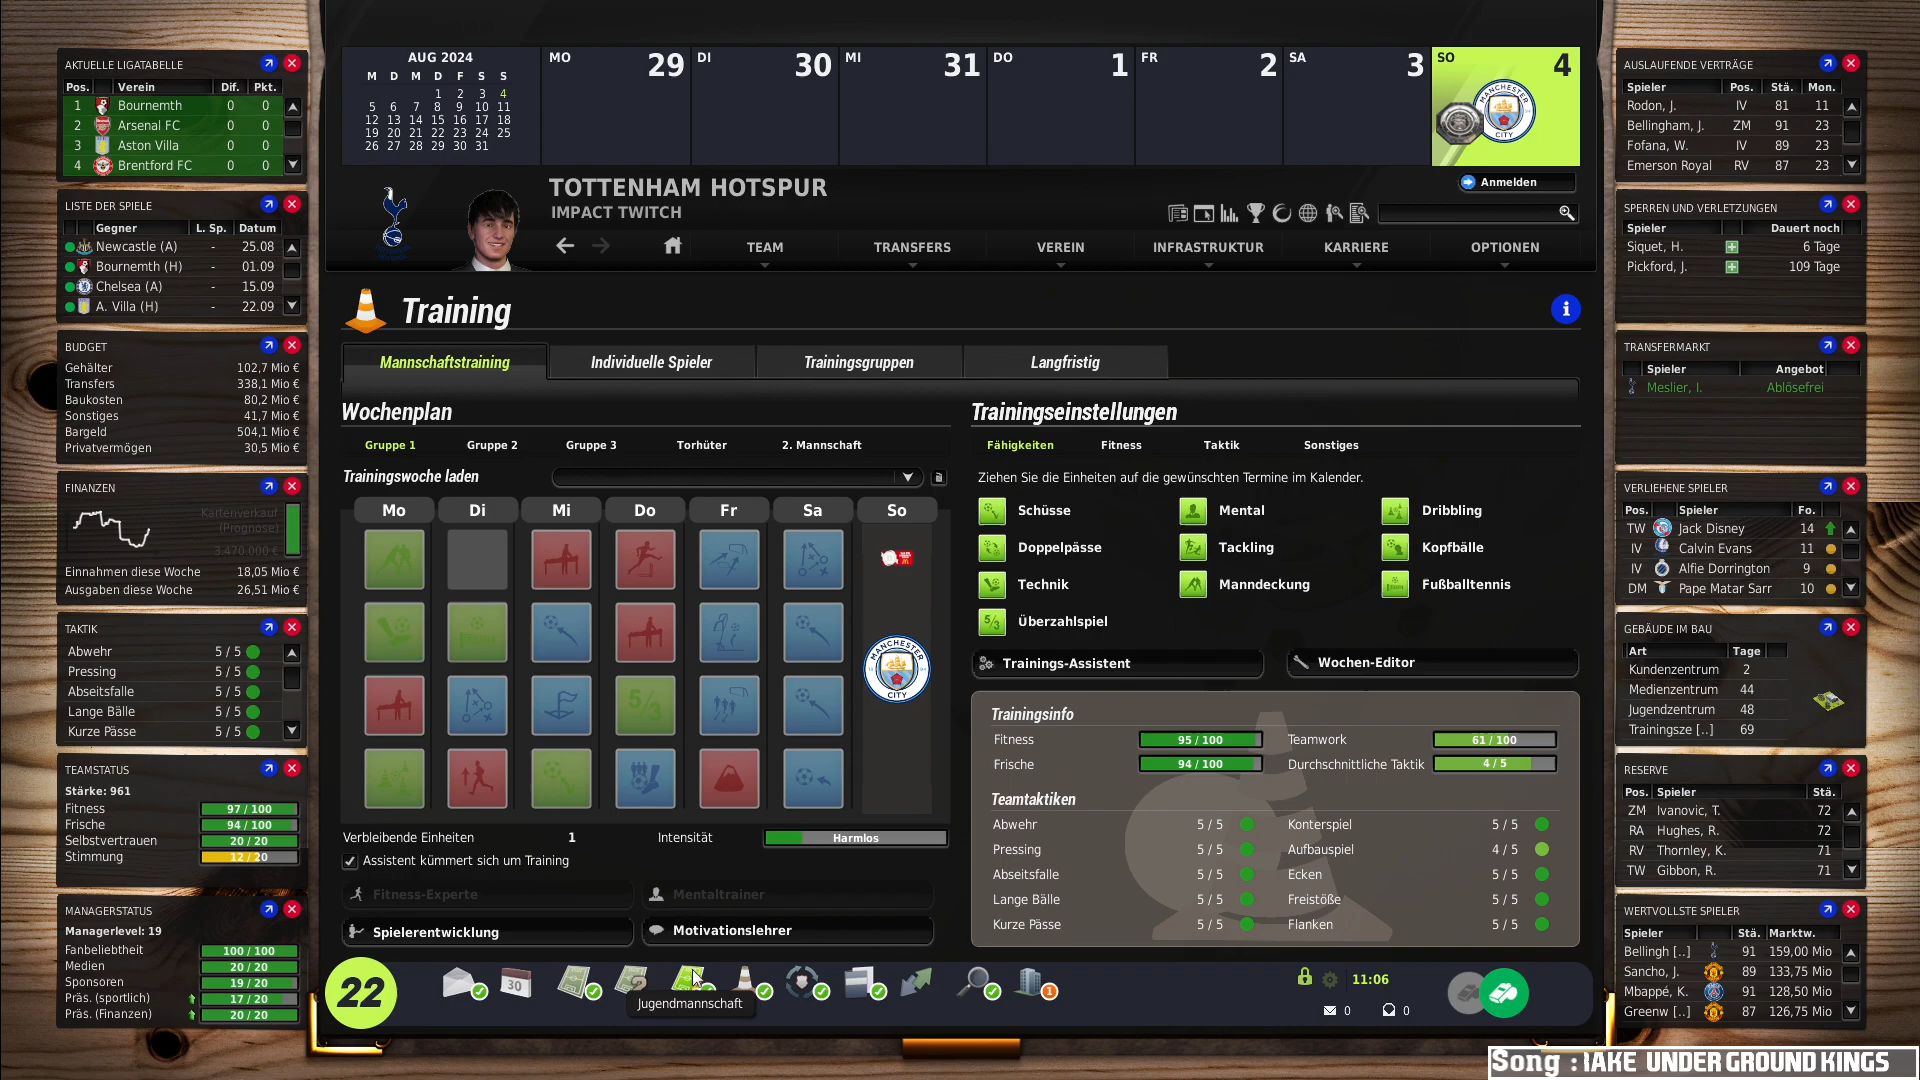 AKTUELLE LIGATABELLE
Pos. Verein Dif. Pkt.
1 Bournemth 0 0
2 Arsenal FC 0 0
3 Aston Villa 0 0
4 Brentford FC 0 0
LISTE DER SPIELE
Gegner L. Sp. Datum
Newcastle (A) - 25.08
Bournemth (H) - 01.09
Chelsea (A) - 15.09
A. Villa (H) - 22.09
BUDGET
Gehälter 102,7 Mio €
Transfers 338,1 Mio €
Baukosten 80,2 Mio €
Sonstiges 41,7 Mio €
Bargeld 504,1 Mio €
Privatvermögen 30,5 Mio €
FINANZEN
Kartenverkauf
(Prognose)
3.470.000 €
Einnahmen diese Woche 18,05 Mio €
Ausgaben diese Woche 26,51 Mio €
TAKTIK
Abwehr 5 / 5
Pressing 5 / 5
Abseitsfalle 5 / 5
Lange Bälle 5 / 5
Kurze Pässe 5 / 5
TEAMSTATUS
Stärke: 961
Fitness 97 / 100
Frische 94 / 100
Selbstvertrauen 20 / 20
Stimmung 12 / 20
MANAGERSTATUS
Managerlevel: 19
Fanbeliebtheit 100 / 100
Medien 20 / 20
Sponsoren 19 / 20
Präs. (sportlich) 17 / 20
Präs. (Finanzen) 20 / 20
AUG 2024
M D M D F S S
1 2 3 4
5 6 7 8 9 10 11
12 13 14 15 16 17 18
19 20 21 22 23 24 25
26 27 28 29 30 31
MO 29 DI 30 MI 31 DO 1 FR 2 SA 3 SO 4
MANCHESTER
CITY
TOTTENHAM HOTSPUR
IMPACT TWITCH
Anmelden
TEAM TRANSFERS VEREIN INFRASTRUKTUR KARRIERE OPTIONEN
Training
Mannschaftstraining Individuelle Spieler Trainingsgruppen Langfristig
Wochenplan
Gruppe 1 Gruppe 2 Gruppe 3 Torhüter 2. Mannschaft
Trainingswoche laden
Mo Di Mi Do Fr Sa So
5/3
MANCHESTER
CITY
Verbleibende Einheiten 1 Intensität Harmlos
Assistent kümmert sich um Training
Fitness-Experte Mentaltrainer
Spielerentwicklung Motivationslehrer
Trainingseinstellungen
Fähigkeiten Fitness Taktik Sonstiges
Ziehen Sie die Einheiten auf die gewünschten Termine im Kalender.
Schüsse Mental Dribbling
Doppelpässe Tackling Kopfbälle
Technik Manndeckung Fußballtennis
5/3 Überzahlspiel
Trainings-Assistent Wochen-Editor
Trainingsinfo
Fitness 95 / 100 Teamwork 61 / 100
Frische 94 / 100 Durchschnittliche Taktik 4 / 5
Teamtaktiken
Abwehr 5 / 5 Konterspiel 5 / 5
Pressing 5 / 5 Aufbauspiel 4 / 5
Abseitsfalle 5 / 5 Ecken 5 / 5
Lange Bälle 5 / 5 Freistöße 5 / 5
Kurze Pässe 5 / 5 Flanken 5 / 5
22
30
1
Jugendmannschaft
11:06
0 0
AUSLAUFENDE VERTRÄGE
Spieler Pos. Stä. Mon.
Rodon, J. IV 81 11
Bellingham, J. ZM 91 23
Fofana, W. IV 89 23
Emerson Royal RV 87 23
SPERREN UND VERLETZUNGEN
Spieler Dauert noch
Siquet, H. 6 Tage
Pickford, J. 109 Tage
TRANSFERMARKT
Spieler Angebot
Meslier, I. Ablösefrei
VERLIEHENE SPIELER
Pos. Spieler Fo.
TW Jack Disney 14
IV Calvin Evans 11
IV Alfie Dorrington 9
DM Pape Matar Sarr 10
GEBÄUDE IM BAU
Art Tage
Kundenzentrum 2
Medienzentrum 44
Jugendzentrum 48
Trainingsze [..] 69
RESERVE
Pos. Spieler Stä.
ZM Ivanovic, T. 72
RA Hughes, R. 72
RV Thornley, K. 71
TW Gibbon, R. 71
WERTVOLLSTE SPIELER
Spieler Stä. Marktw.
Bellingh [..] 91 159,00 Mio
Sancho, J. 89 133,75 Mio
Mbappé, K. 91 128,50 Mio
Greenw [..] 87 126,75 Mio
Song : TAKE UNDERGROUND KINGS